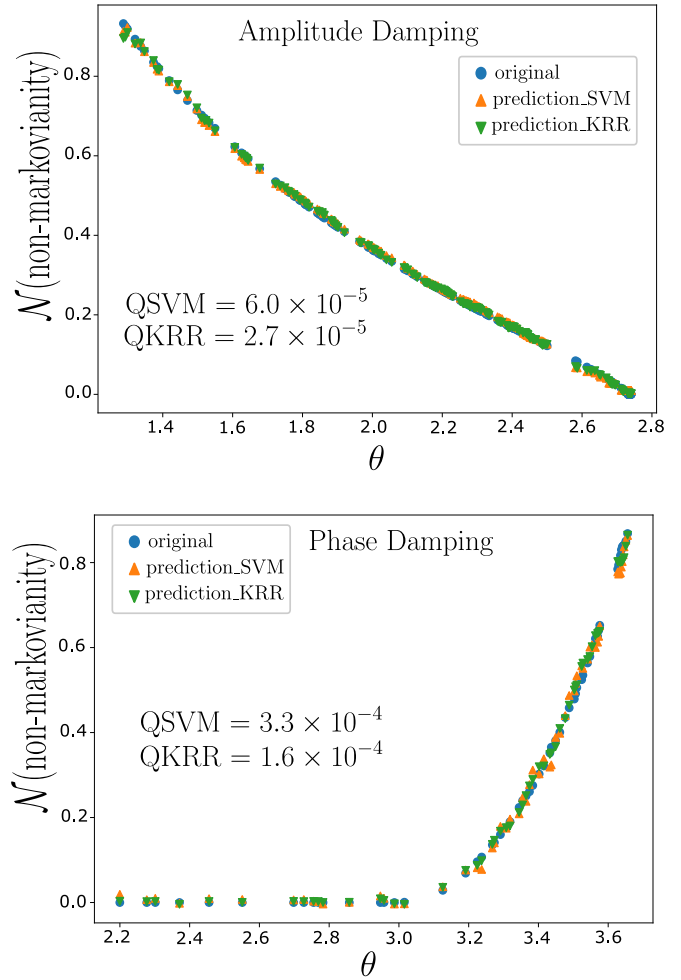 Amplitude Damping
original
prediction_SVM
prediction_KRR
QSVM = 6.0 × 10⁻⁵
QKRR = 2.7 × 10⁻⁵
𝒩(non-markovianity)
0.8
0.6
0.4
0.2
0.0
1.4 1.6 1.8 2.0 2.2 2.4 2.6 2.8
θ
Phase Damping
original
prediction_SVM
prediction_KRR
QSVM = 3.3 × 10⁻⁴
QKRR = 1.6 × 10⁻⁴
𝒩(non-markovianity)
0.8
0.6
0.4
0.2
0.0
2.2 2.4 2.6 2.8 3.0 3.2 3.4 3.6
θ